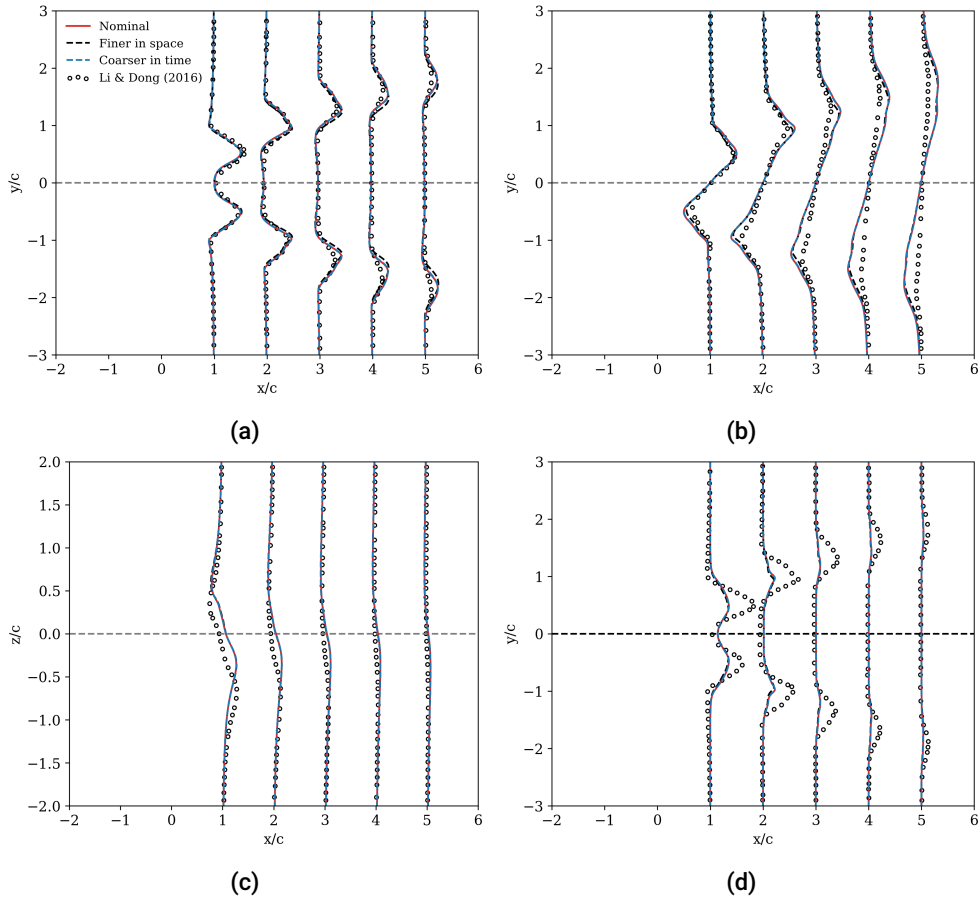 Nominal
Finer in space
Coarser in time
Li & Dong (2016)
3
2
1
0
−1
−2
−3
y/c
−2 −1 0 1 2 3 4 5 6
x/c
(a)
3
2
1
0
−1
−2
−3
y/c
−2 −1 0 1 2 3 4 5 6
x/c
(b)
2.0
1.5
1.0
0.5
0.0
−0.5
−1.0
−1.5
−2.0
z/c
−2 −1 0 1 2 3 4 5 6
x/c
(c)
3
2
1
0
−1
−2
−3
y/c
−2 −1 0 1 2 3 4 5 6
x/c
(d)